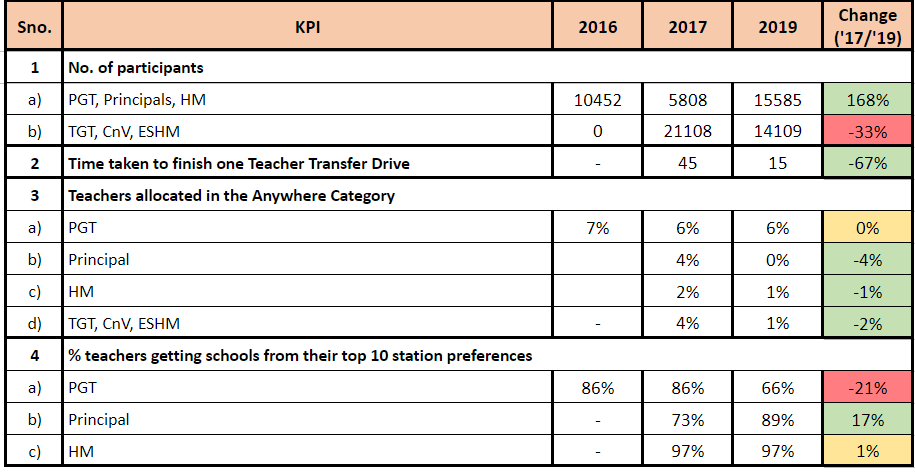 Sno. KPI 2016 2017 2019 Change ('17/'19)
1 No. of participants
a) PGT, Principals, HM 10452 5808 15585 168%
b) TGT, CnV, ESHM 0 21108 14109 -33%
2 Time taken to finish one Teacher Transfer Drive - 45 15 -67%
3 Teachers allocated in the Anywhere Category
a) PGT 7% 6% 6% 0%
b) Principal 4% 0% -4%
c) HM 2% 1% -1%
d) TGT, CnV, ESHM - 4% 1% -2%
4 % teachers getting schools from their top 10 station preferences
a) PGT 86% 86% 66% -21%
b) Principal - 73% 89% 17%
c) HM - 97% 97% 1%